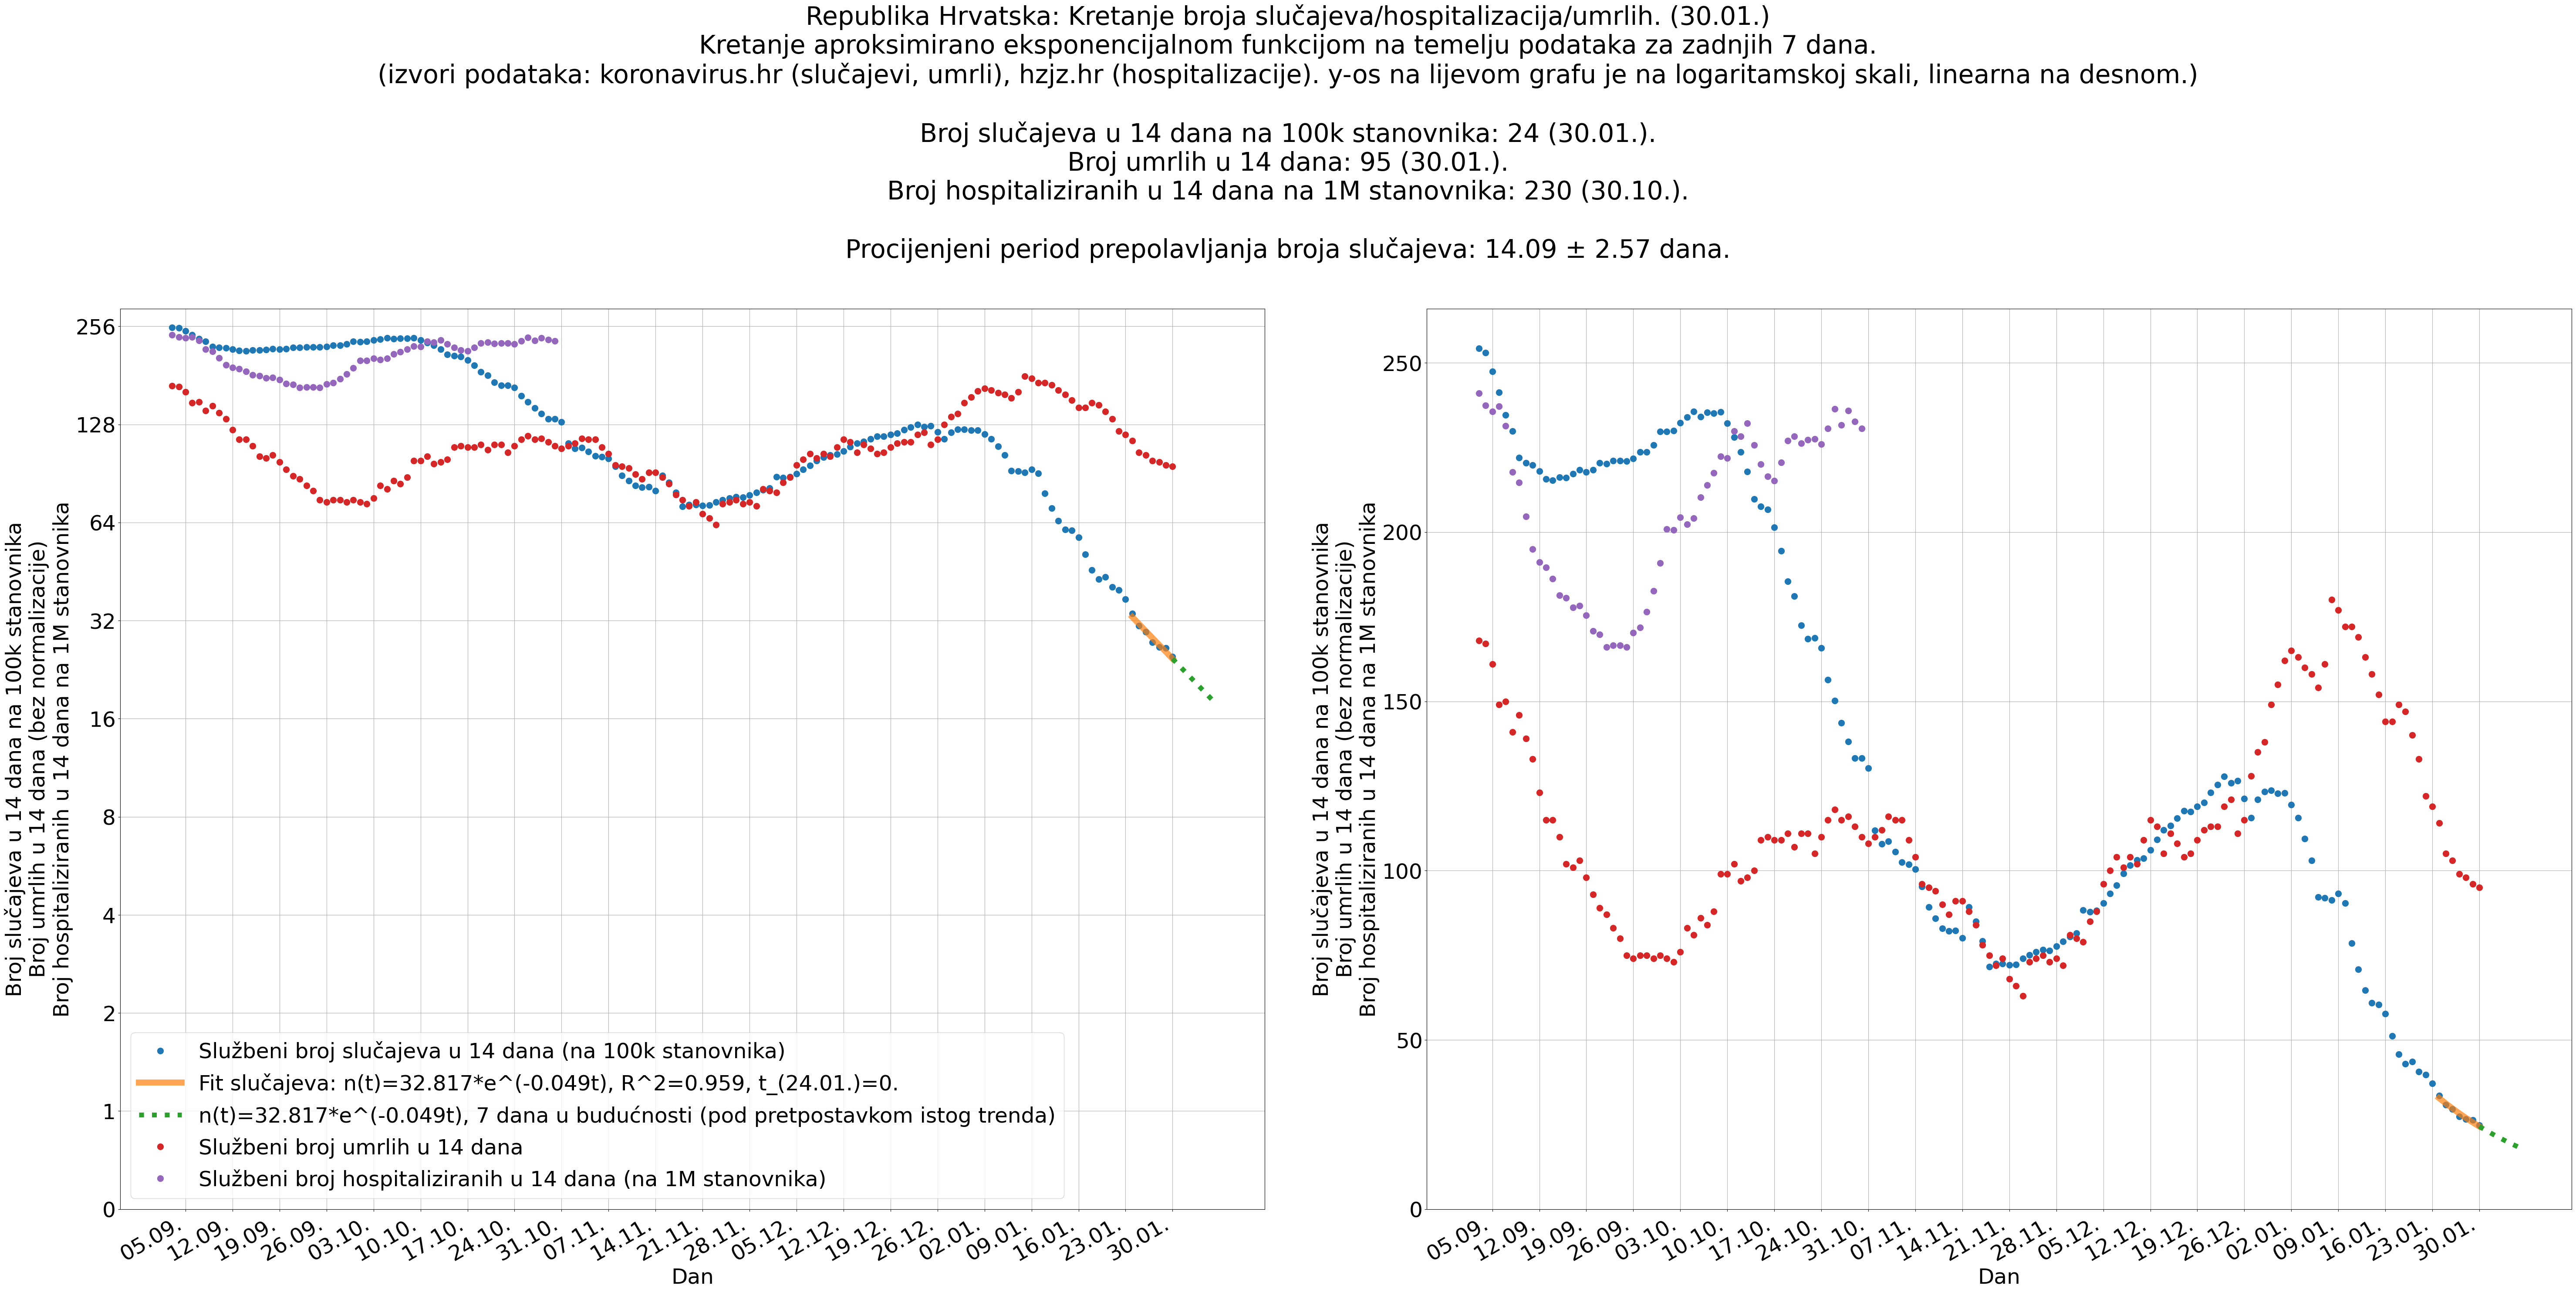 Republika Hrvatska: Kretanje broja slučajeva/hospitalizacija/umrlih. (30.01.)
Kretanje aproksimirano eksponencijalnom funkcijom na temelju podataka za zadnjih 7 dana.
(izvori podataka: koronavirus.hr (slučajevi, umrli), hzjz.hr (hospitalizacije). y-os na lijevom grafu je na logaritamskoj skali, linearna na desnom.)
Broj slučajeva u 14 dana na 100k stanovnika: 24 (30.01.).
Broj umrlih u 14 dana: 95 (30.01.).
Broj hospitaliziranih u 14 dana na 1M stanovnika: 230 (30.10.).
Procijenjeni period prepolavljanja broja slučajeva: 14.09 ± 2.57 dana.
Broj slučajeva u 14 dana na 100k stanovnika
Broj umrlih u 14 dana (bez normalizacije)
Broj hospitaliziranih u 14 dana na 1M stanovnika
256
128
64
32
16
8
4
2
1
0
Službeni broj slučajeva u 14 dana (na 100k stanovnika)
Fit slučajeva: n(t)=32.817*e^(-0.049t), R^2=0.959, t_(24.01.)=0.
n(t)=32.817*e^(-0.049t), 7 dana u budućnosti (pod pretpostavkom istog trenda)
Službeni broj umrlih u 14 dana
Službeni broj hospitaliziranih u 14 dana (na 1M stanovnika)
05.09. 12.09. 19.09. 26.09. 03.10. 10.10. 17.10. 24.10. 31.10. 07.11. 14.11. 21.11. 28.11. 05.12. 12.12. 19.12. 26.12. 02.01. 09.01. 16.01. 23.01. 30.01.
Dan
Broj slučajeva u 14 dana na 100k stanovnika
Broj umrlih u 14 dana (bez normalizacije)
Broj hospitaliziranih u 14 dana na 1M stanovnika
250
200
150
100
50
0
05.09. 12.09. 19.09. 26.09. 03.10. 10.10. 17.10. 24.10. 31.10. 07.11. 14.11. 21.11. 28.11. 05.12. 12.12. 19.12. 26.12. 02.01. 09.01. 16.01. 23.01. 30.01.
Dan